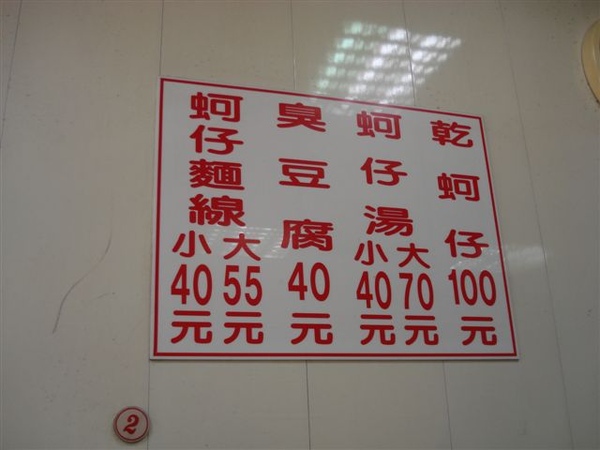 蚵仔麵線
小40元
大55元
臭豆腐
40元
蚵仔湯
小40元
大70元
乾蚵仔
100元
2